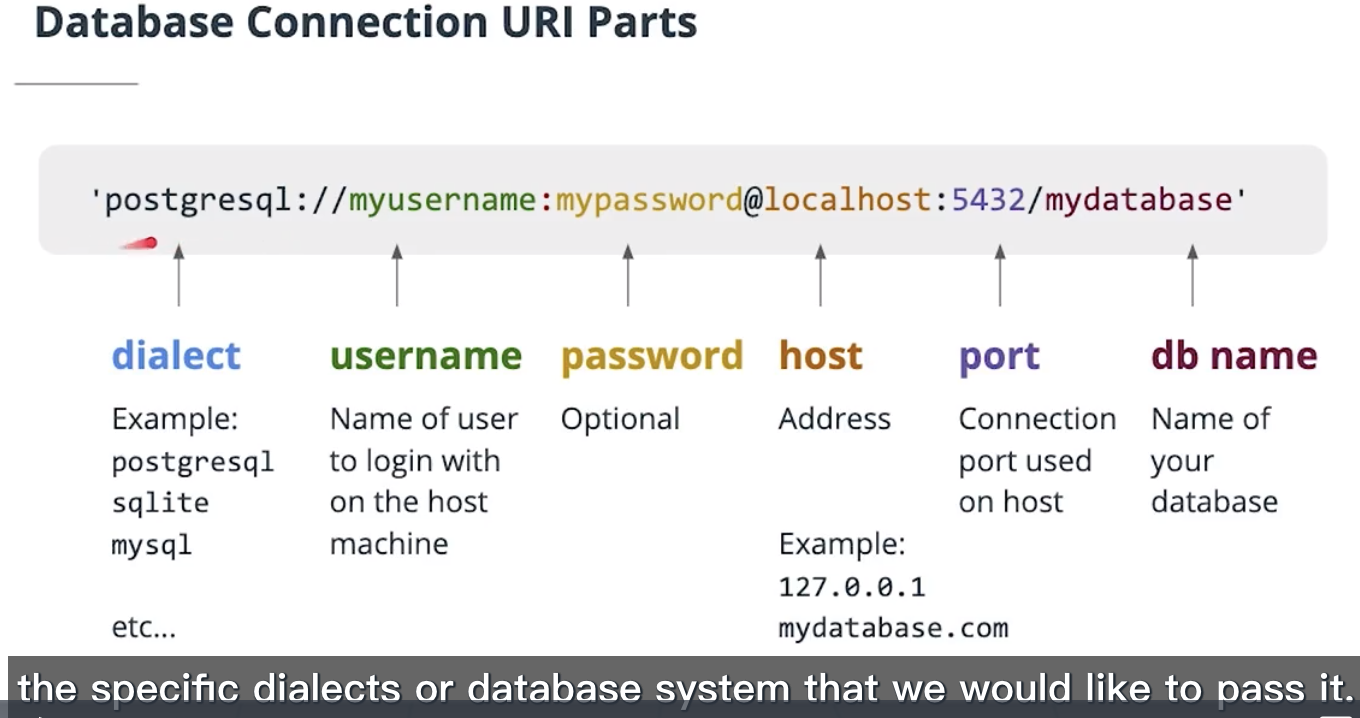 Database Connection URI Parts
'postgresql://myusername:mypassword@localhost:5432/mydatabase'
dialect
Example:
postgresql
sqlite
mysql
etc...
username
Name of user
to login with
on the host
machine
password
Optional
host
Address
Example:
127.0.0.1
mydatabase.com
port
Connection
port used
on host
db name
Name of
your
database
the specific dialects or database system that we would like to pass it.